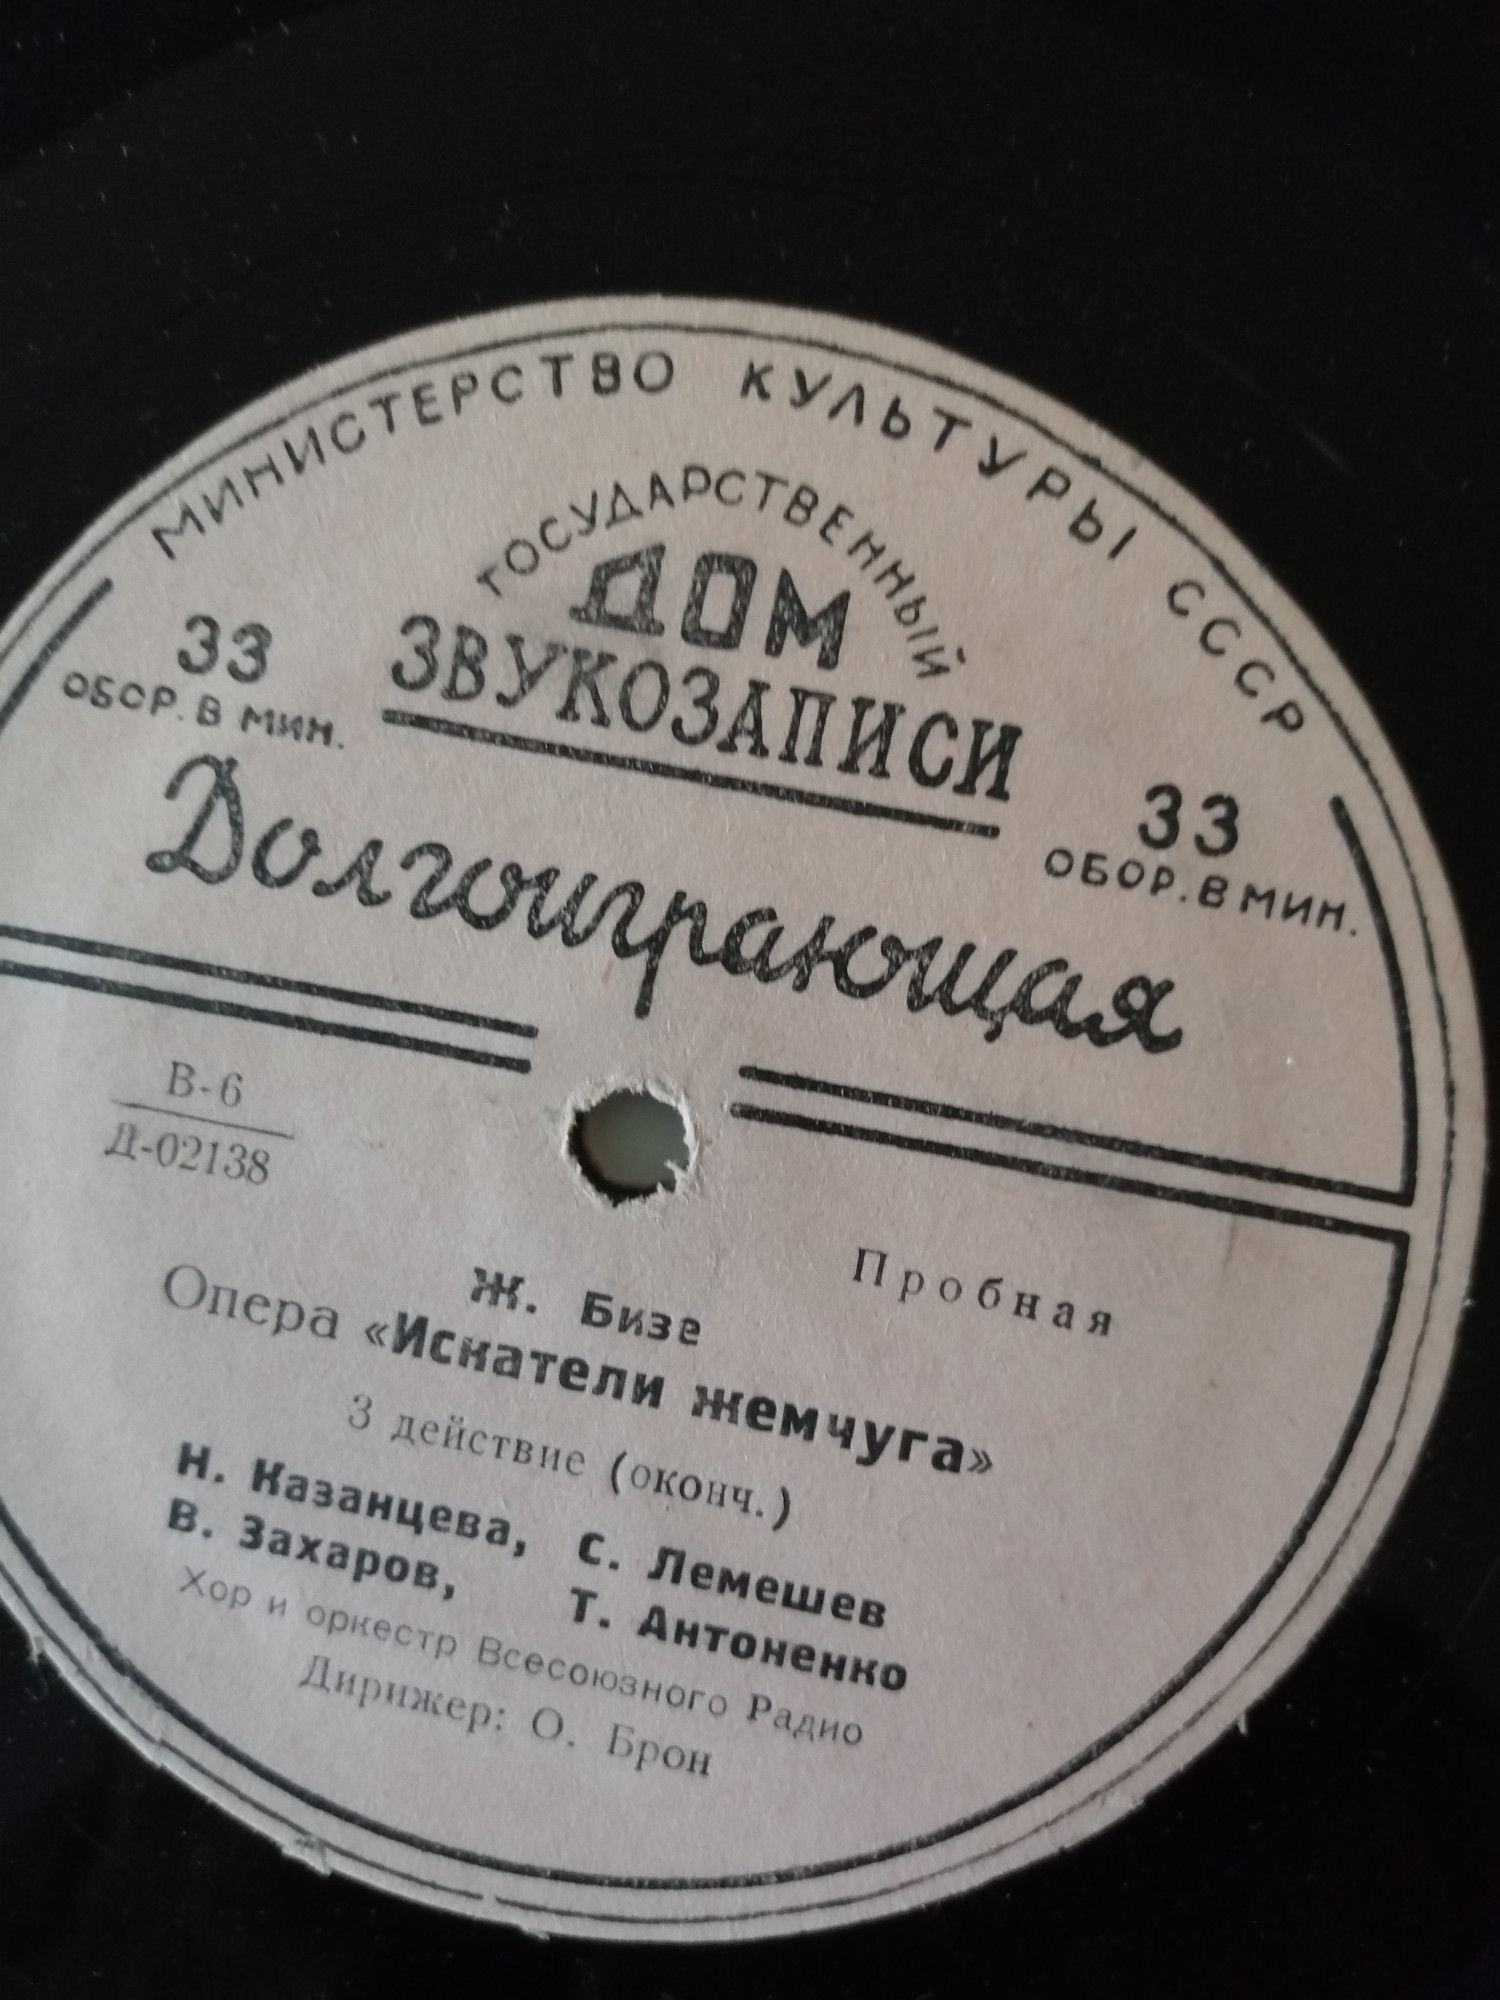 МИНИСТЕРСТВО КУЛЬТУРЫ СССР
ГОСУДАРСТВЕННЫЙ
ДОМ
ЗВУКОЗАПИСИ
33
ОБОР. В МИН.
33
ОБОР. В МИН.
Долгоиграющая
В-6
Д-02138
Пробная
Ж. Бизе
Опера «Искатели жемчуга»
3 действие (оконч.)
Н. Казанцева, С. Лемешев
В. Захаров, Т. Антоненко
Хор и оркестр Всесоюзного Радио
Дирижер: О. Брон